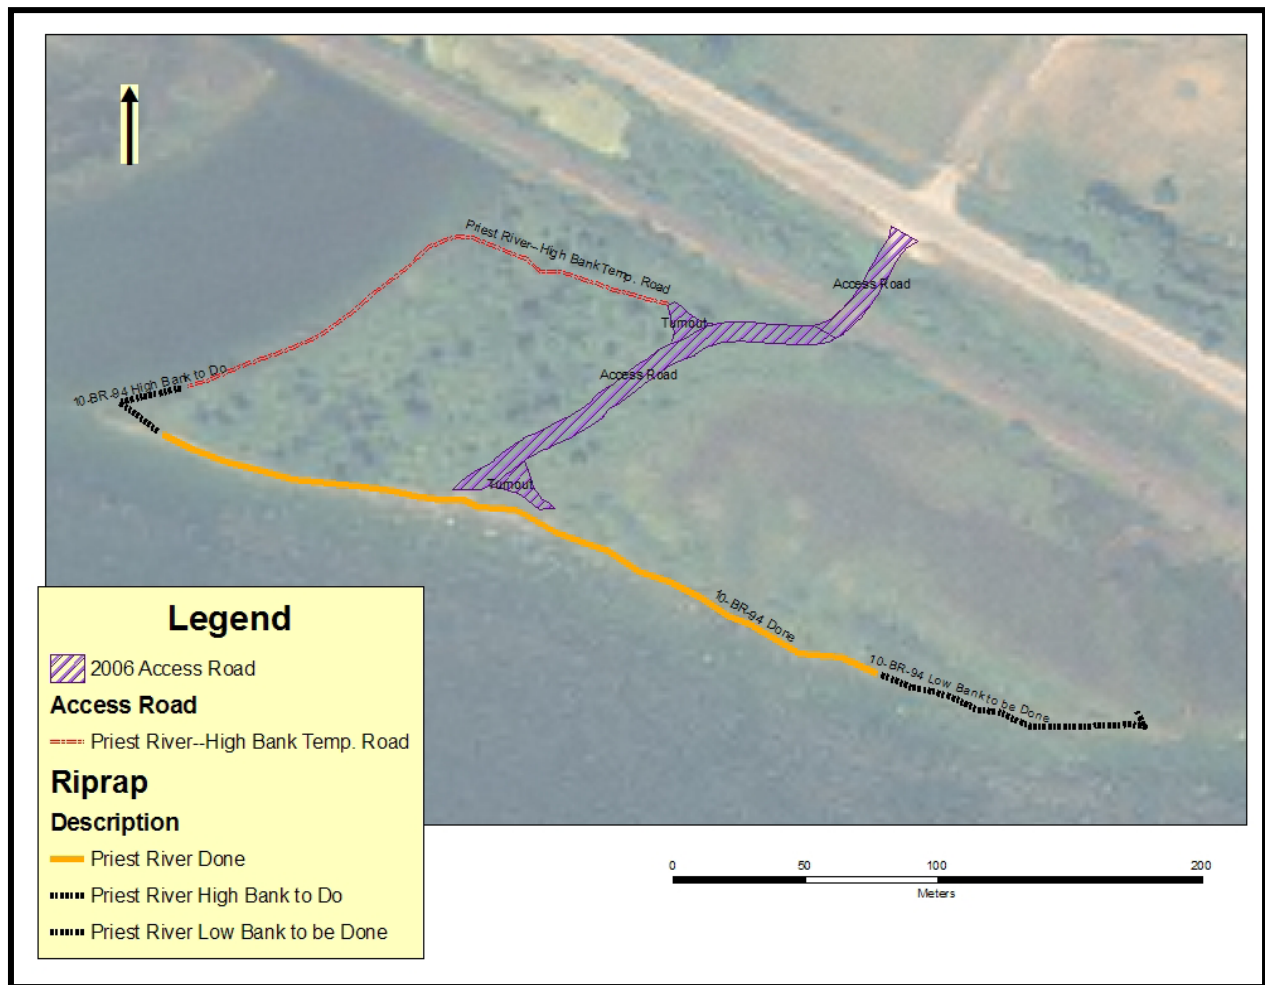 Priest River--High Bank Temp. Road
Access Road
Turnout
Access Road
10-BR-94 High Bank to Do
Turnout
10-BR-94 Done
10-BR-94 Low Bank to be Done
Legend
2006 Access Road
Access Road
Priest River--High Bank Temp. Road
Riprap
Description
Priest River Done
Priest River High Bank to Do
Priest River Low Bank to be Done
0 50 100 200
Meters